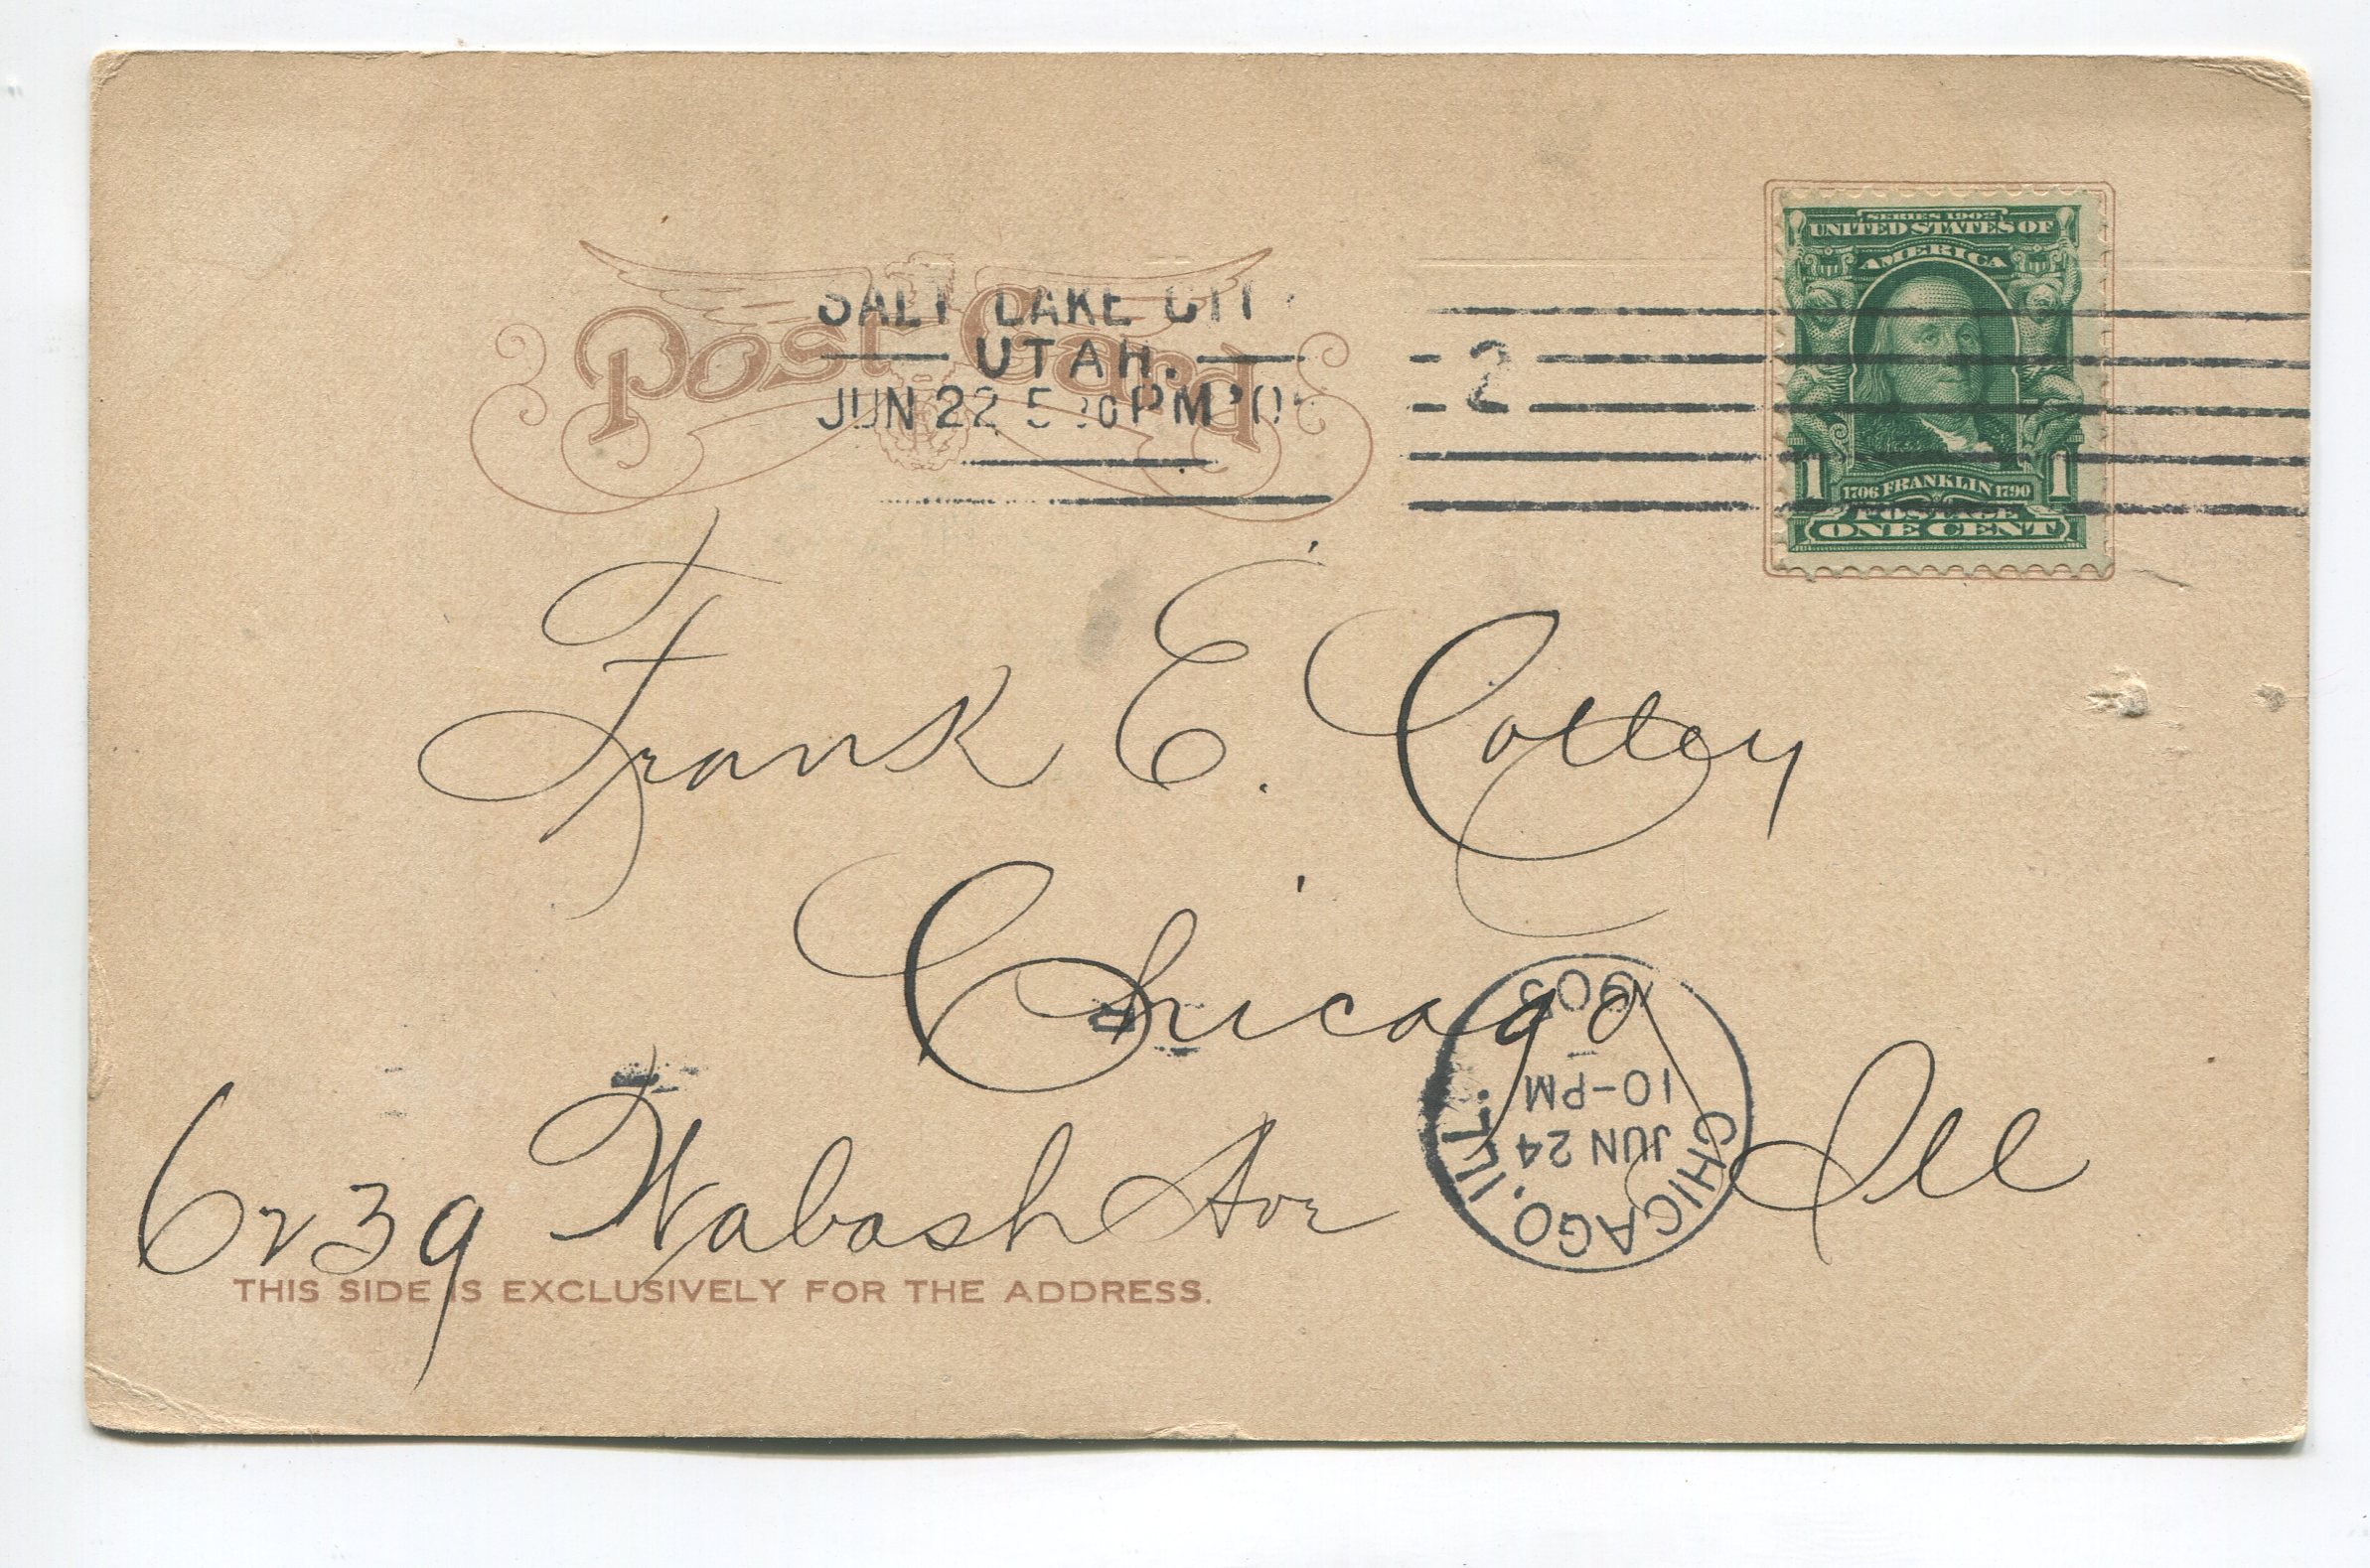 Post Card
SALT LAKE CIT
UTAH.
JUN 22 5 30 PM '0
2
SERIES 1902
UNITED STATES OF
AMERICA
1 1706 FRANKLIN 1790 1
POSTAGE
ONE CENT
Frank E. Colley
Chicago
Ill
6239 Wabash Ave
CHICAGO, ILL.
JUN 24
10-PM
THIS SIDE IS EXCLUSIVELY FOR THE ADDRESS.